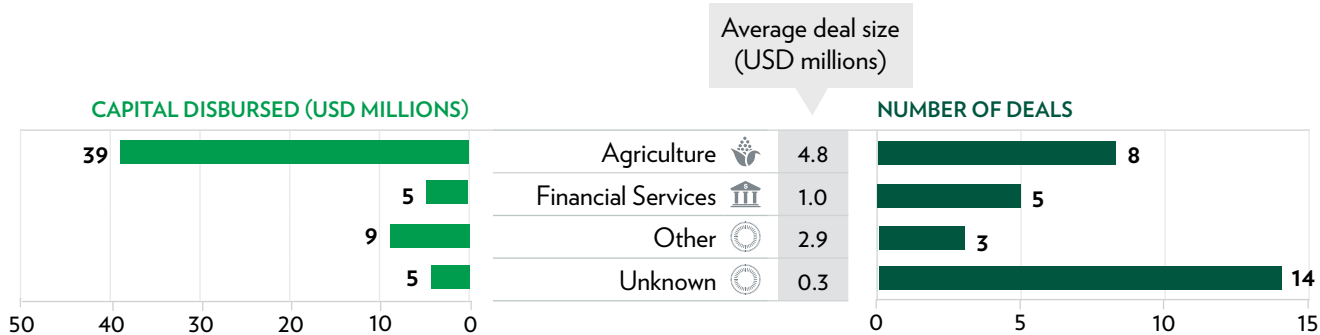 Average deal size
(USD millions)
CAPITAL DISBURSED (USD MILLIONS)
NUMBER OF DEALS
39 Agriculture 4.8 8
5 Financial Services $ 1.0 5
9 Other 2.9 3
5 Unknown 0.3 14
50 40 30 20 10 0 0 5 10 15